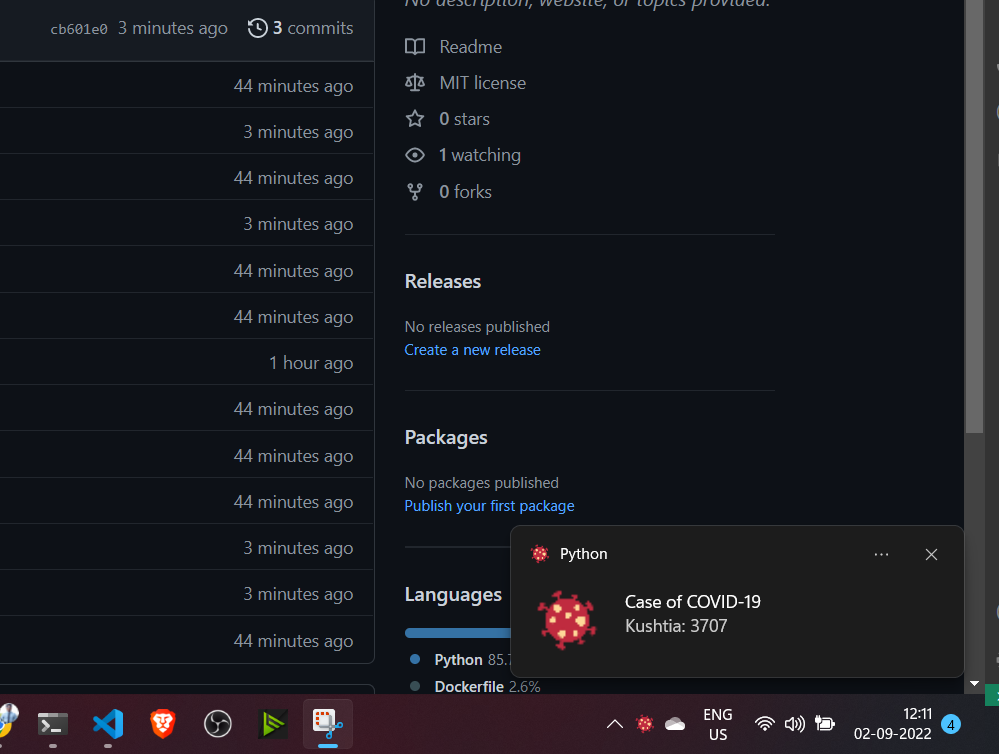 No description, website, or topics provided.
cb601e0 3 minutes ago 3 commits
44 minutes ago
3 minutes ago
44 minutes ago
3 minutes ago
44 minutes ago
44 minutes ago
1 hour ago
44 minutes ago
44 minutes ago
44 minutes ago
3 minutes ago
3 minutes ago
44 minutes ago
Readme
MIT license
0 stars
1 watching
0 forks
Releases
No releases published
Create a new release
Packages
No packages published
Publish your first package
Languages
Python 85.
Dockerfile 2.6%
Python
Case of COVID-19
Kushtia: 3707
ENG
US
12:11
02-09-2022
4